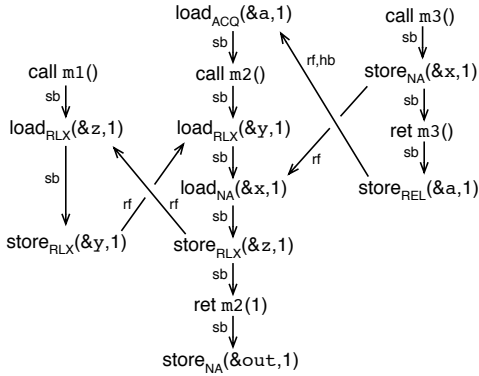 load_ACQ(&a,1)
sb
call m2()
sb
load_RLX(&y,1)
sb
load_NA(&x,1)
sb
store_RLX(&z,1)
sb
ret m2(1)
sb
store_NA(&out,1)
call m1()
sb
load_RLX(&z,1)
sb
store_RLX(&y,1)
rf
rf
call m3()
sb
store_NA(&x,1)
sb
ret m3()
sb
store_REL(&a,1)
rf,hb
rf